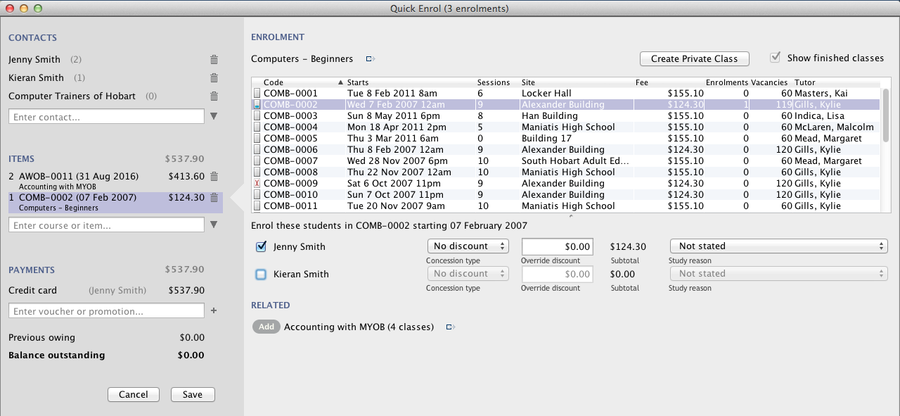 Quick Enrol (3 enrolments)
CONTACTS
Jenny Smith (2)
Kieran Smith (1)
Computer Trainers of Hobart (0)
Enter contact...
ITEMS $537.90
2 AWOB-0011 (31 Aug 2016) $413.60
Accounting with MYOB
1 COMB-0002 (07 Feb 2007) $124.30
Computers - Beginners
Enter course or item...
PAYMENTS $537.90
Credit card (Jenny Smith) $537.90
Enter voucher or promotion... +
Previous owing $0.00
Balance outstanding $0.00
Cancel Save
ENROLMENT
Computers - Beginners Create Private Class Show finished classes
Code Starts Sessions Site Fee Enrolments Vacancies Tutor
COMB-0001 Tue 8 Feb 2011 8am 6 Locker Hall $155.10 0 60 Masters, Kai
COMB-0002 Wed 7 Feb 2007 12am 9 Alexander Building $124.30 1 119 Gills, Kylie
COMB-0003 Sun 8 May 2011 6pm 8 Han Building $155.10 0 60 Indica, Lisa
COMB-0004 Mon 18 Apr 2011 2pm 5 Maniatis High School $155.10 0 60 McLaren, Malcolm
COMB-0005 Thu 3 Mar 2011 6am 0 Building 17 $155.10 0 60 Mead, Margaret
COMB-0006 Thu 8 Feb 2007 12am 9 Alexander Building $155.10 0 120 Gills, Kylie
COMB-0007 Wed 28 Nov 2007 6pm 10 South Hobart Adult Ed... $155.10 0 60 Mead, Margaret
COMB-0008 Thu 22 Nov 2007 12am 10 Maniatis High School $155.10 0 60 Gills, Kylie
COMB-0009 Sat 6 Oct 2007 11pm 9 Alexander Building $155.10 0 120 Gills, Kylie
COMB-0010 Sun 7 Oct 2007 11pm 9 Alexander Building $155.10 0 120 Gills, Kylie
COMB-0011 Tue 20 Nov 2007 9am 10 Maniatis High School $155.10 0 60 Gills, Kylie
Enrol these students in COMB-0002 starting 07 February 2007
Jenny Smith No discount $0.00 $124.30 Not stated
Concession type Override discount Subtotal Study reason
Kieran Smith No discount $0.00 $0.00 Not stated
Concession type Override discount Subtotal Study reason
RELATED
Add Accounting with MYOB (4 classes)